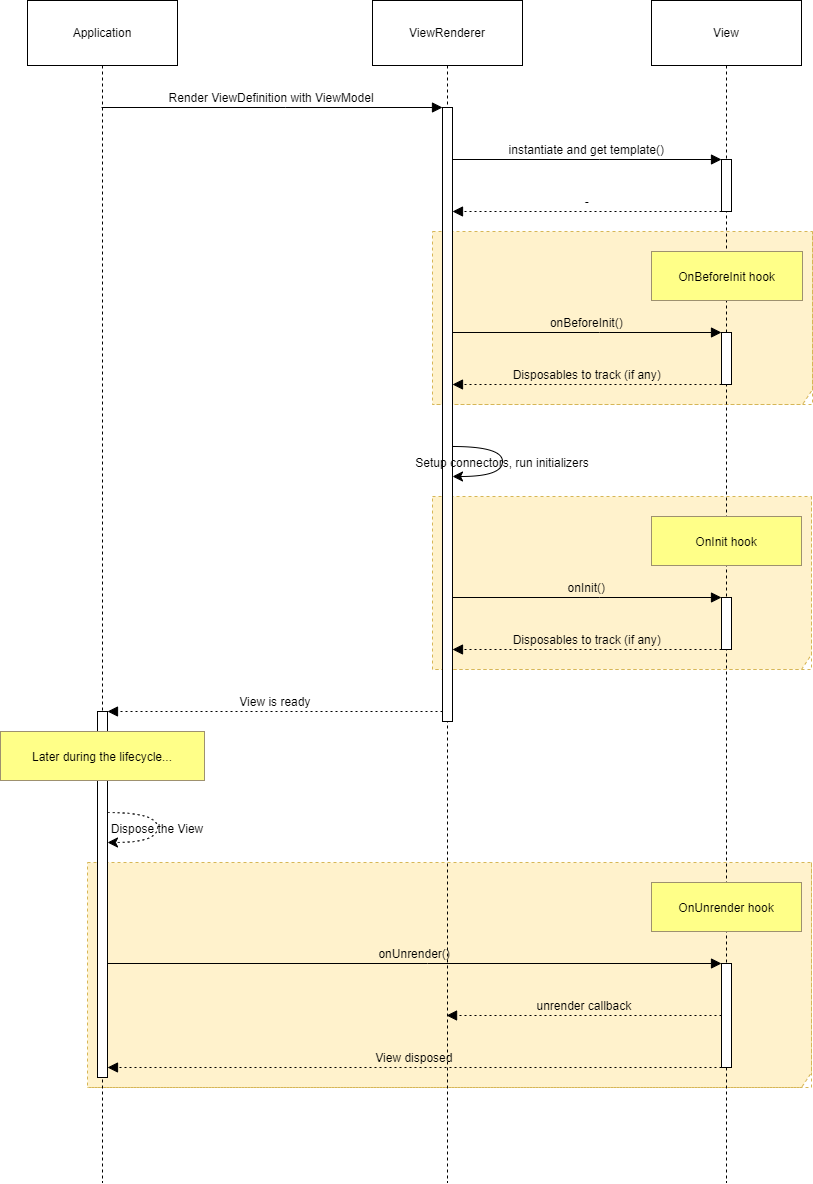 Application
ViewRenderer
View
Render ViewDefinition with ViewModel
instantiate and get template()
-
OnBeforeInit hook
onBeforeInit()
Disposables to track (if any)
Setup connectors, run initializers
OnInit hook
onInit()
Disposables to track (if any)
View is ready
Later during the lifecycle...
Dispose the View
OnUnrender hook
onUnrender()
unrender callback
View disposed